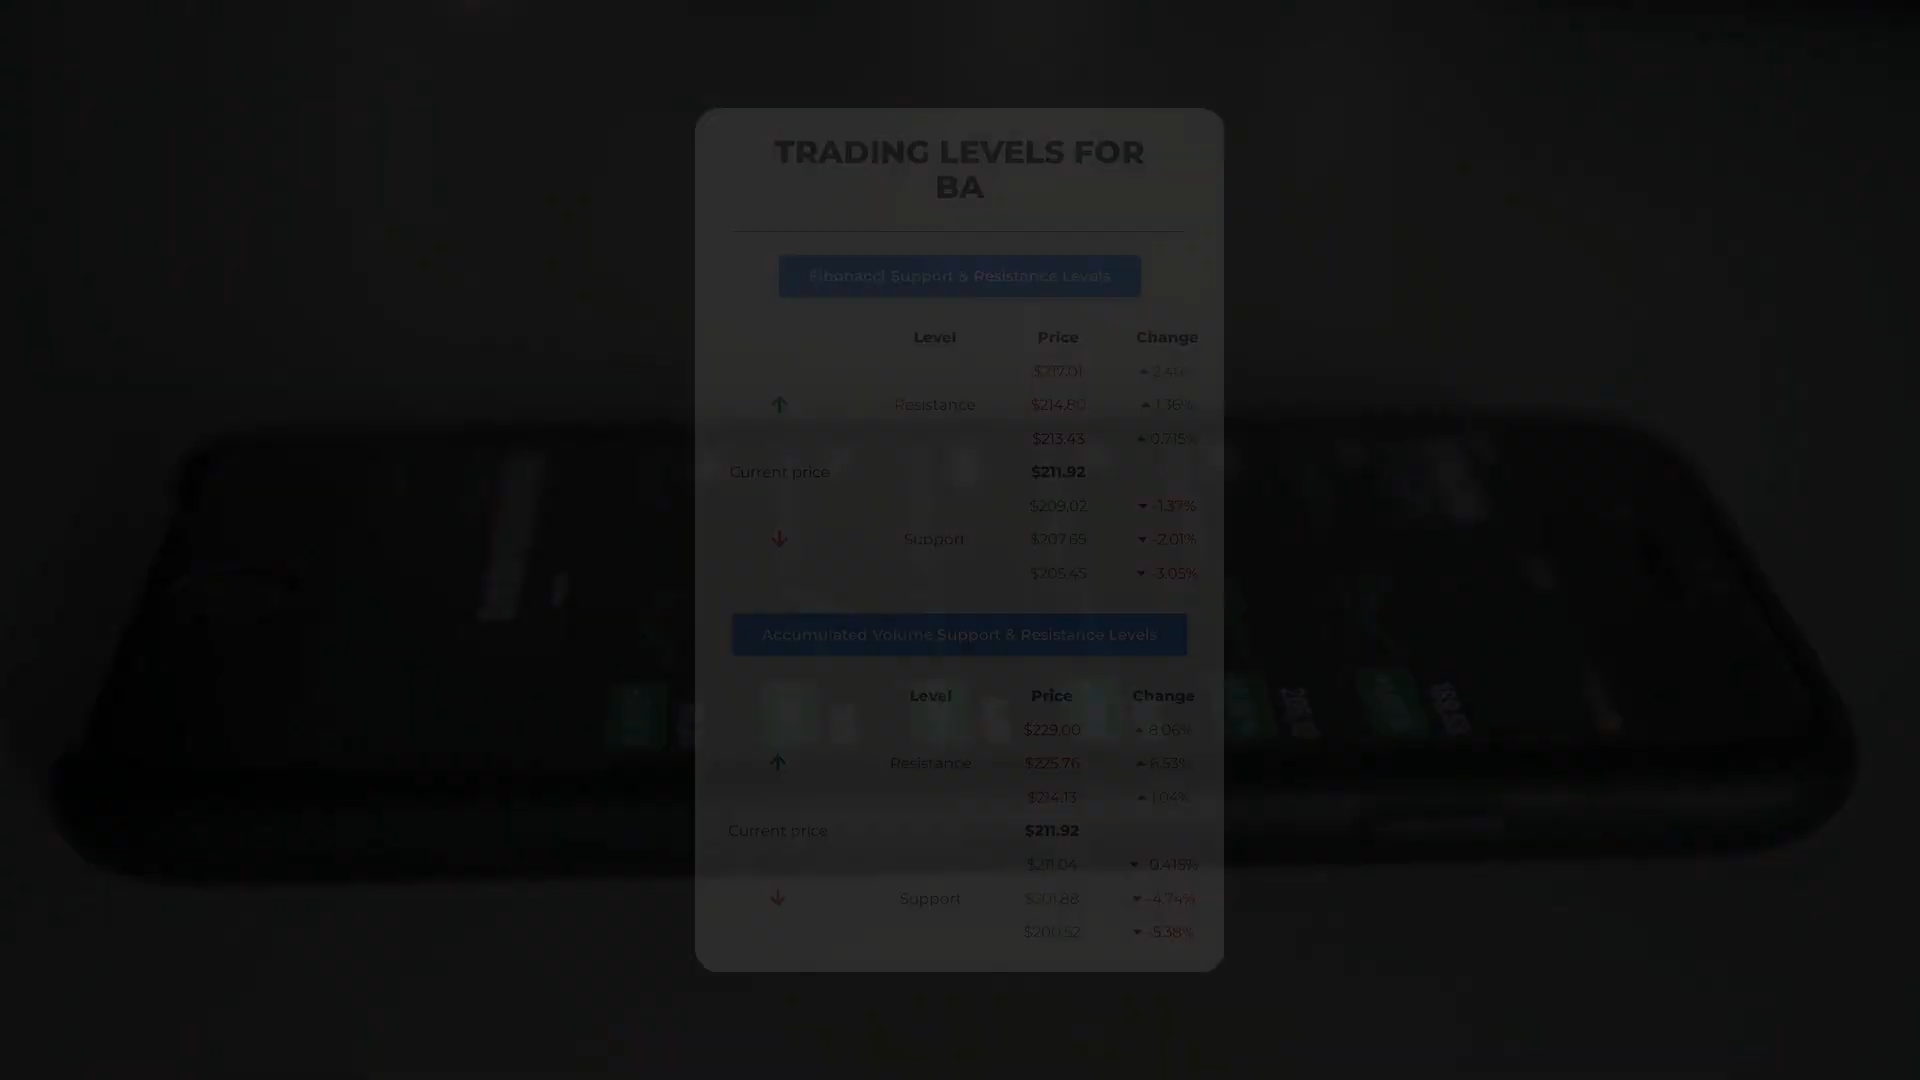 TRADING LEVELS FOR
BA
Fibonacci Support & Resistance Levels
Level Price Change
$217.01
Resistance $214.80 1.36%
$213.43 0.715%
Current price $211.92
$209.02 -1.37%
Support $207.65 -2.01%
$205.45 -3.05%
Accumulated Volume Support & Resistance Levels
Level Price Change
$229.00 8.06%
Resistance $225.76 6.53%
$214.13 1.04%
Current price $211.92
$211.04 -0.415%
Support $201.88 -4.74%
$200.52 -5.38%